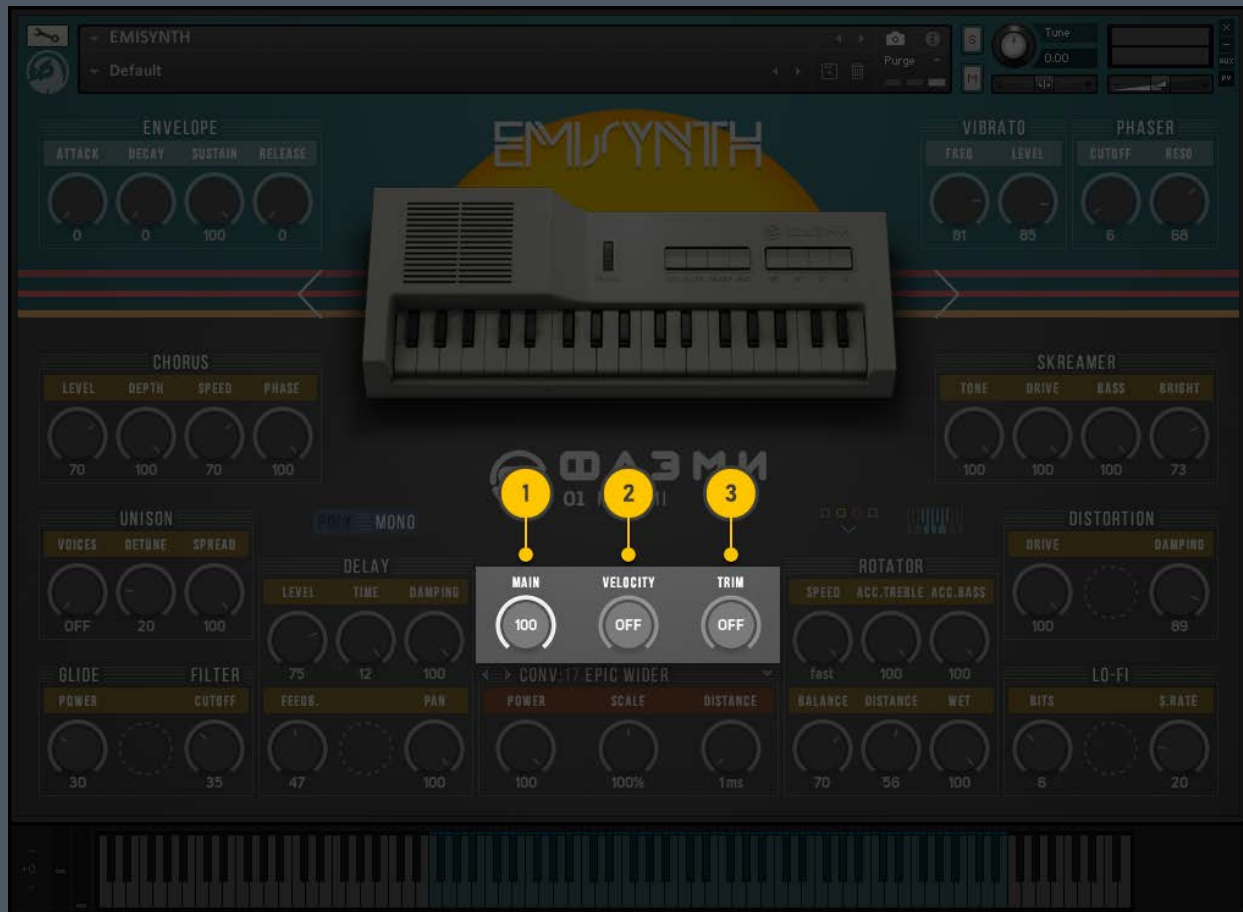 EMISYNTH
Default
Purge
S
M
Tune
0.00
AUX
PV
EMISYNTH
ENVELOPE
ATTACK DECAY SUSTAIN RELEASE
0 0 100 0
VIBRATO
FREQ LEVEL
81 85
PHASER
CUTOFF RESO
6 68
ФАЭМИ
CHORUS
LEVEL DEPTH SPEED PHASE
70 100 70 100
SKREAMER
TONE DRIVE BASS BRIGHT
100 100 100 73
ФАЭМИ
01
1 2 3
POLY MONO
UNISON
VOICES DETUNE SPREAD
OFF 20 100
DISTORTION
DRIVE DAMPING
100 89
DELAY
LEVEL TIME DAMPING
75 12 100
FEEDB. PAN
47 100
MAIN VELOCITY TRIM
100 OFF OFF
ROTATOR
SPEED ACC.TREBLE ACC.BASS
fast 100 100
BALANCE DISTANCE WET
70 56 100
GLIDE FILTER
POWER CUTOFF
30 35
CONV:17 EPIC WIDER
POWER SCALE DISTANCE
100 100% 1ms
LO-FI
BITS S.RATE
6 20
+0